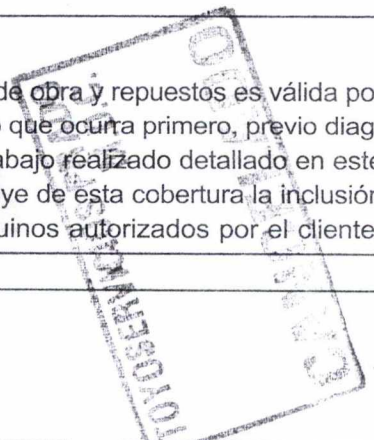 de obra y repuestos es válida po
o que ocurra primero, previo diag
abajo realizado detallado en este
ye de esta cobertura la inclusión
uinos autorizados por el cliente
CANCELADO